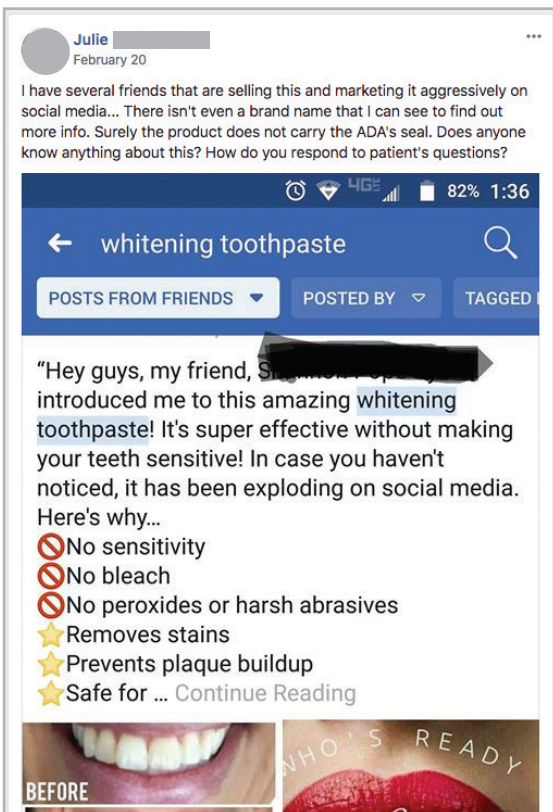 Julie
February 20
I have several friends that are selling this and marketing it aggressively on
social media... There isn't even a brand name that I can see to find out
more info. Surely the product does not carry the ADA's seal. Does anyone
know anything about this? How do you respond to patient's questions?
4G 82% 1:36
whitening toothpaste
POSTS FROM FRIENDS POSTED BY TAGGED
“Hey guys, my friend,
introduced me to this amazing whitening
toothpaste! It's super effective without making
your teeth sensitive! In case you haven't
noticed, it has been exploding on social media.
Here's why...
No sensitivity
No bleach
No peroxides or harsh abrasives
Removes stains
Prevents plaque buildup
Safe for ... Continue Reading
BEFORE
WHO'S READY